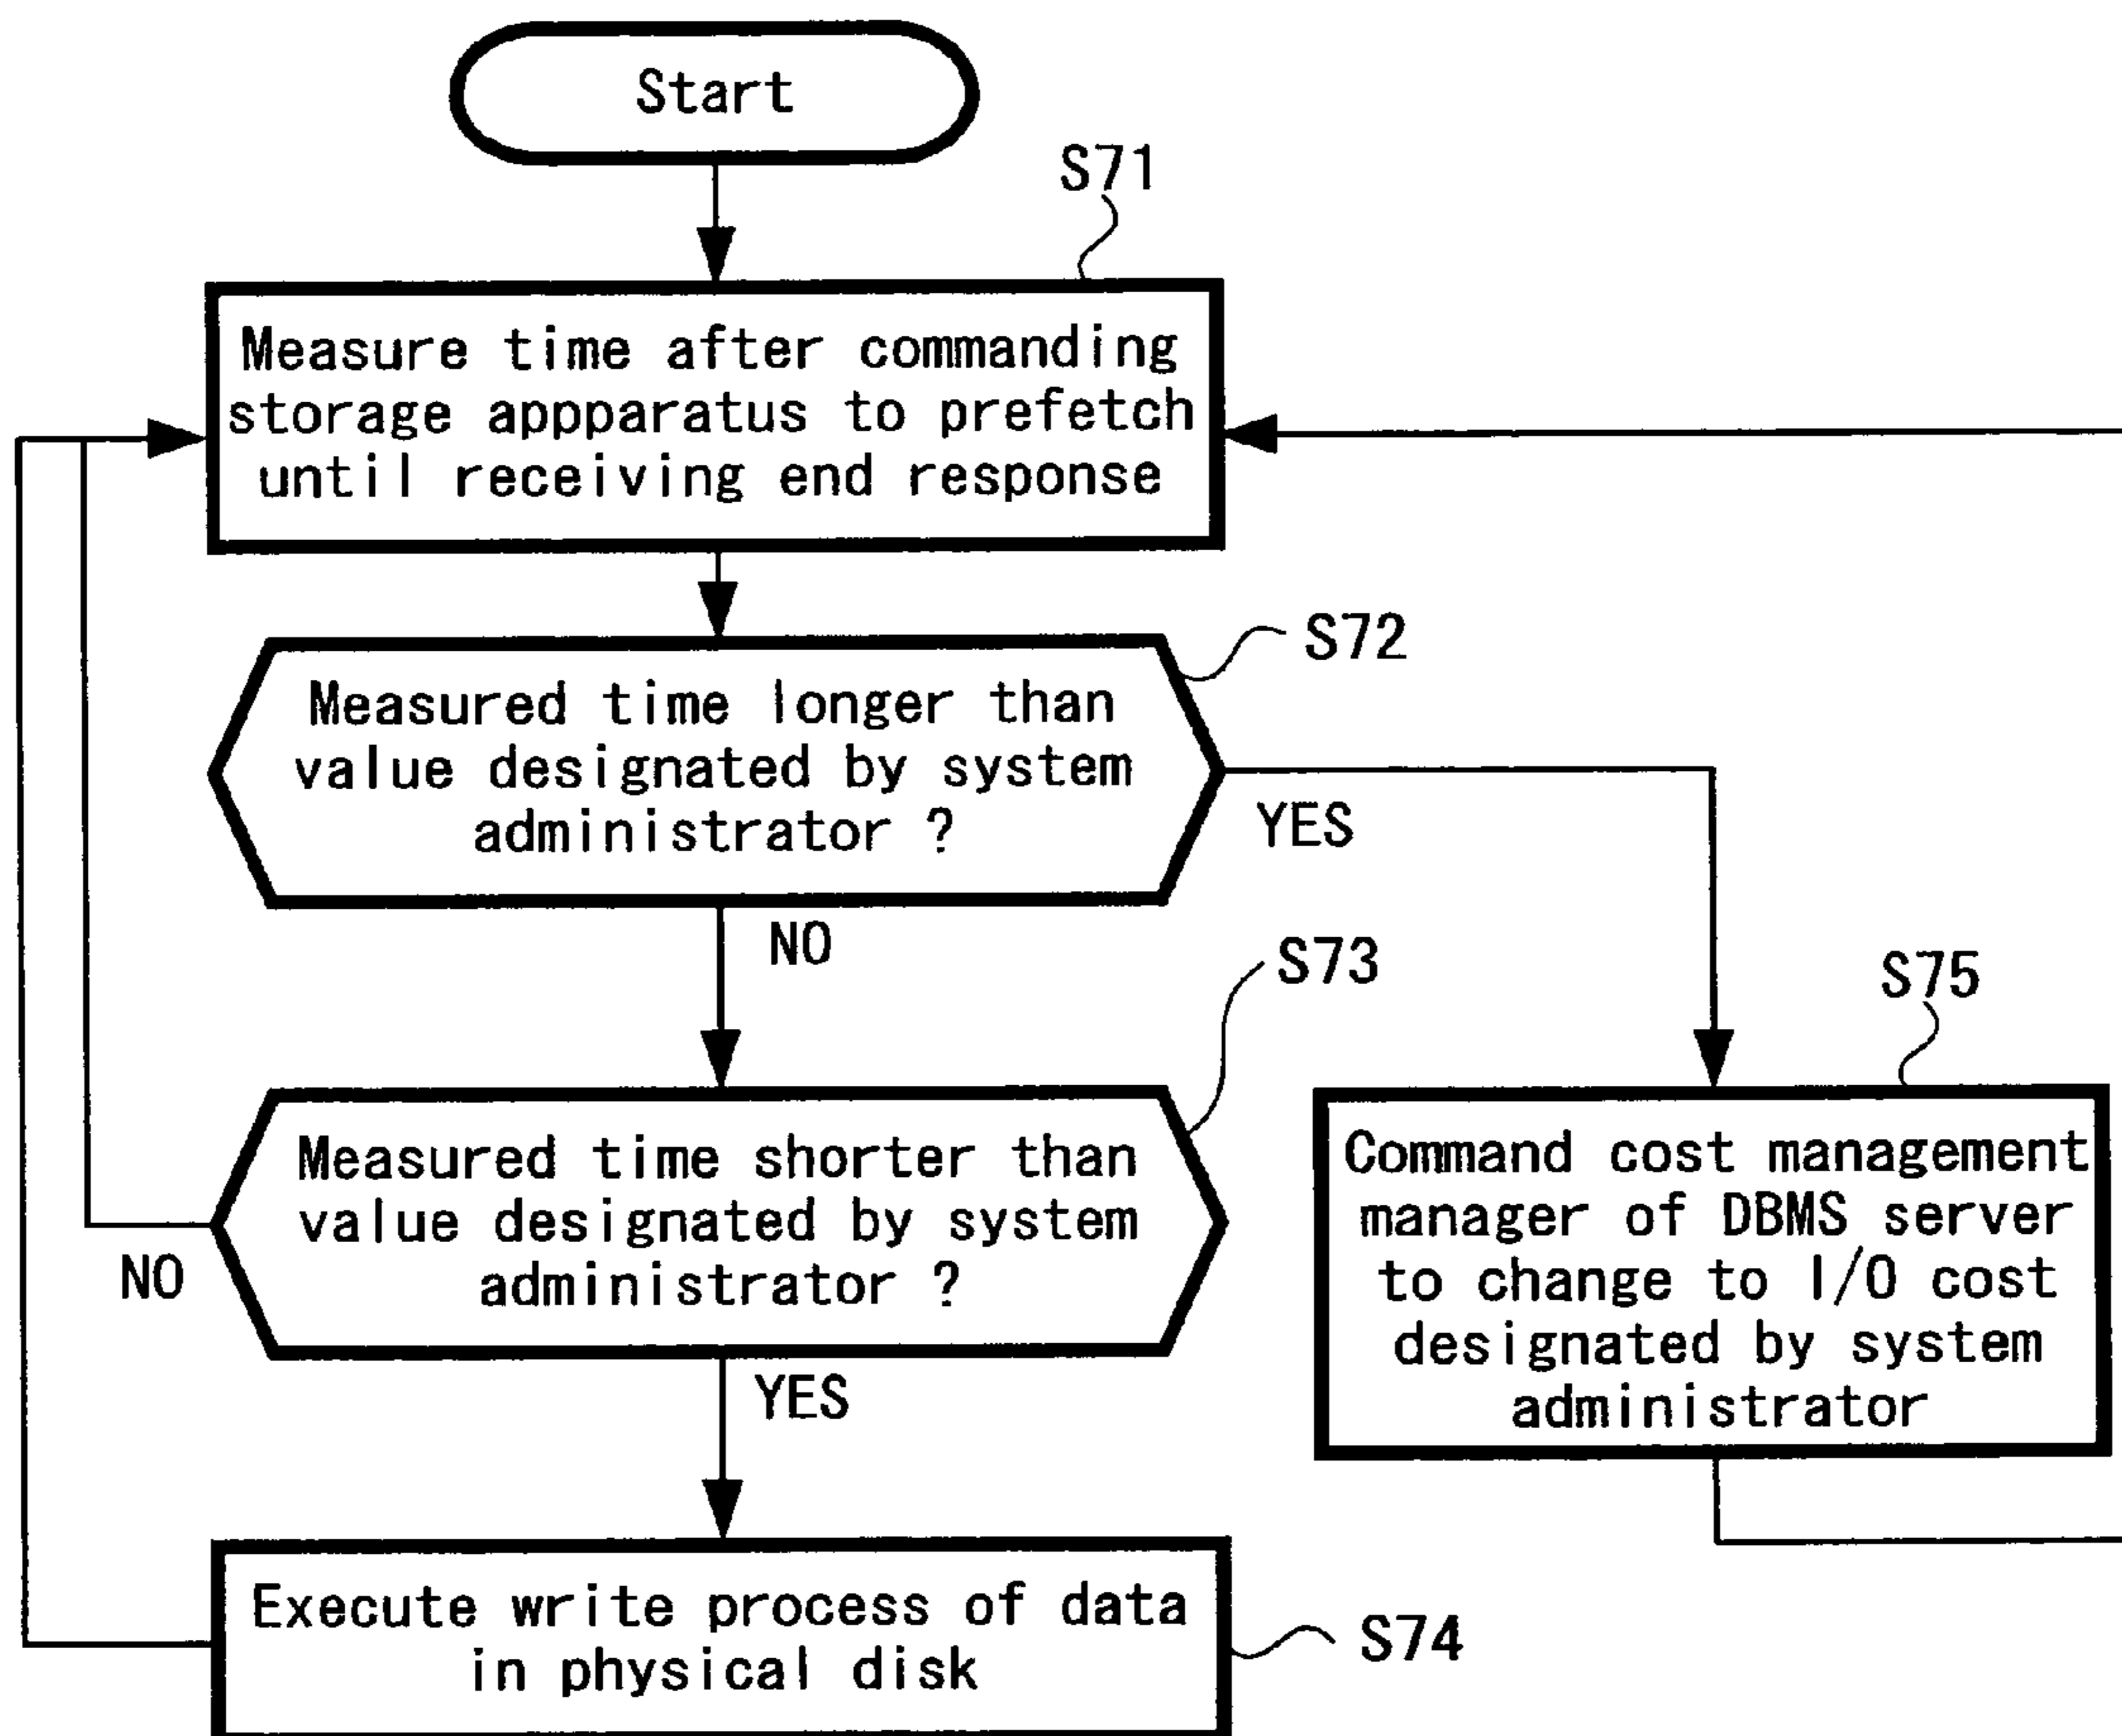 Start
S71
Measure time after commanding
storage appparatus to prefetch
until receiving end response
S72
Measured time longer than
value designated by system
administrator ?
YES
NO
S73
S75
Measured time shorter than
value designated by system
administrator ?
NO
YES
Command cost management
manager of DBMS server
to change to I/O cost
designated by system
administrator
Execute write process of data
in physical disk
S74